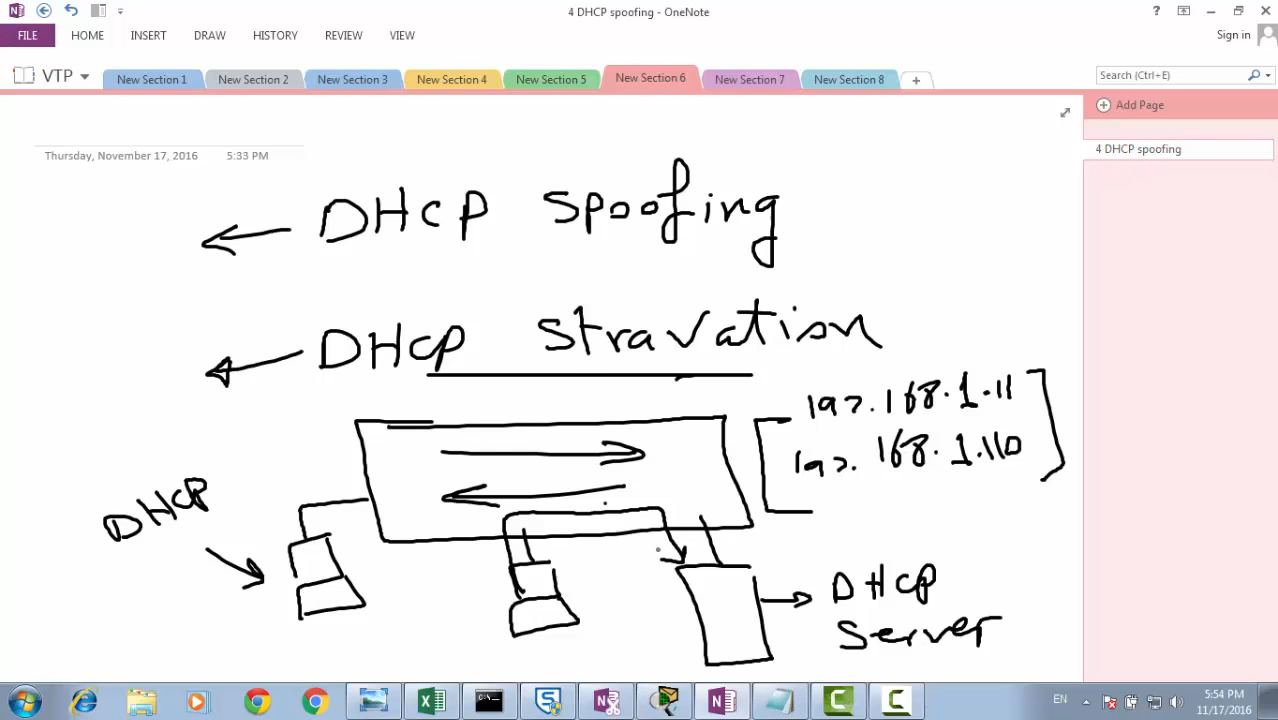 4 DHCP spoofing - OneNote
Sign in
FILE HOME INSERT DRAW HISTORY REVIEW VIEW
VTP New Section 1 New Section 2 New Section 3 New Section 4 New Section 5 New Section 6 New Section 7 New Section 8
Search (Ctrl+E)
Add Page
4 DHCP spoofing
Thursday, November 17, 2016 5:33 PM
DHCP spoofing
DHCP stravation
192.168.1.11
192.168.1.110
DHCP
DHCP
Server
EN
5:54 PM
11/17/2016